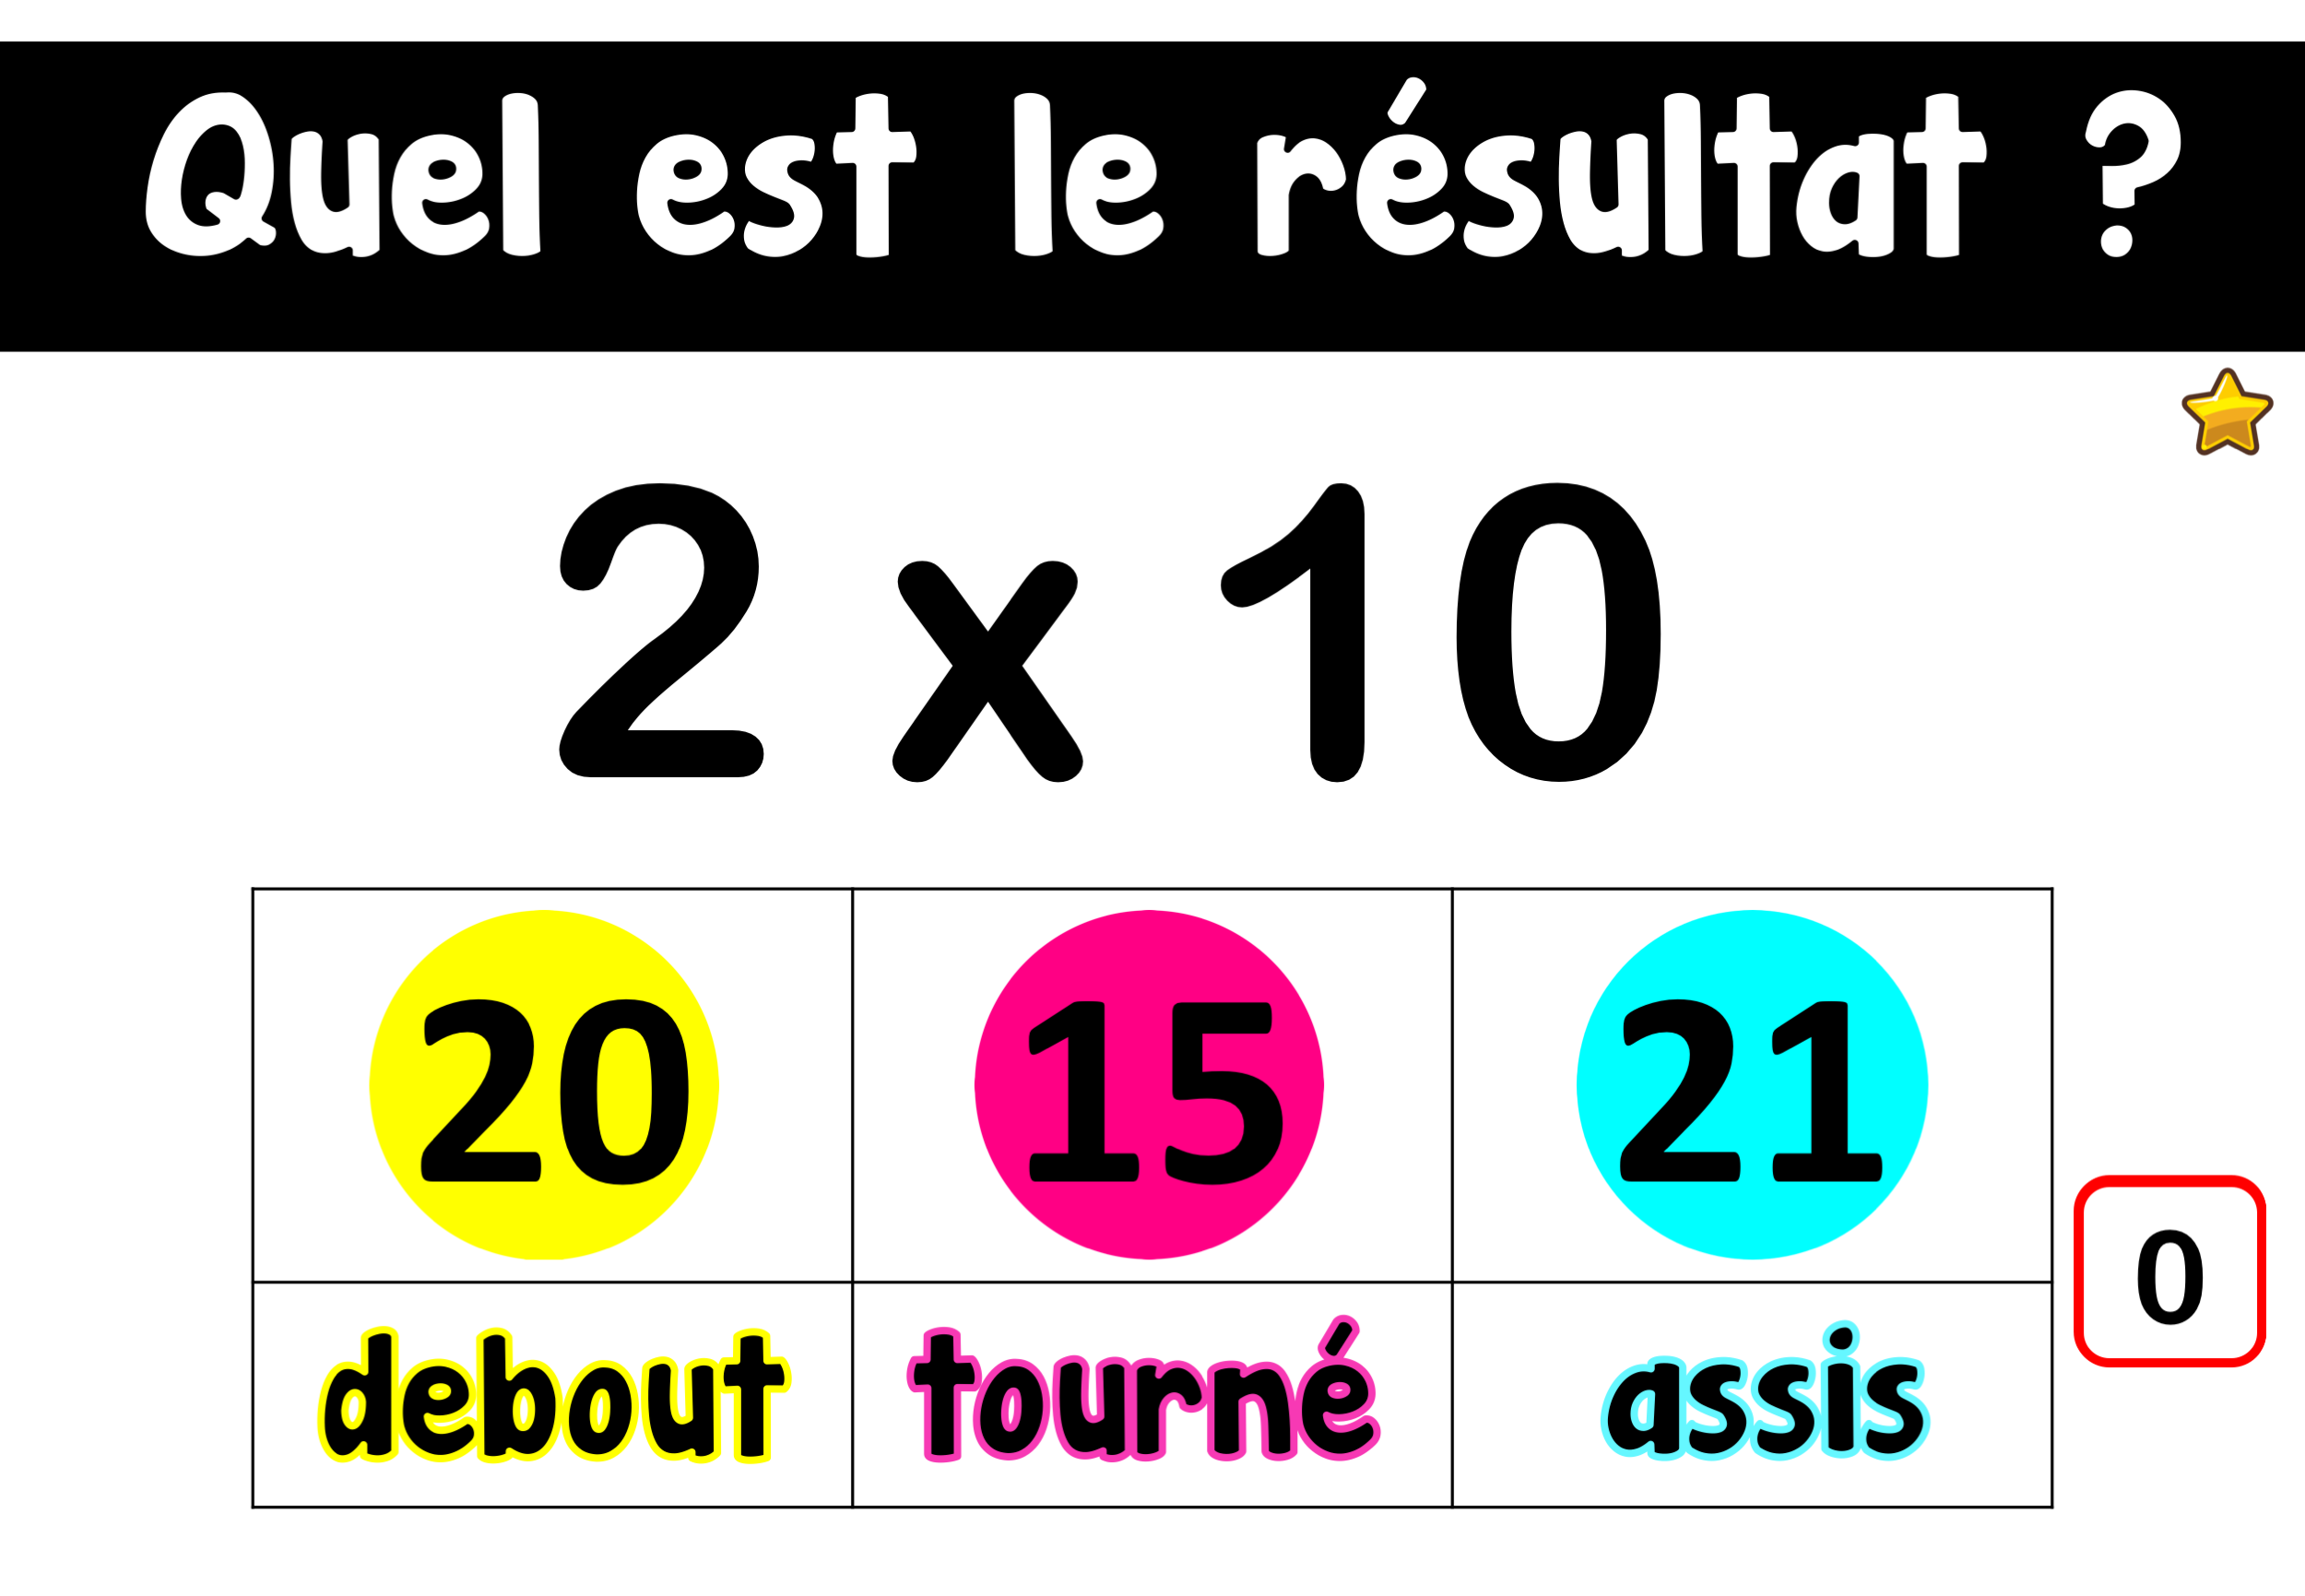 Quel est le résultat ?
2 x 10
20 15 21
0
debout tourné assis